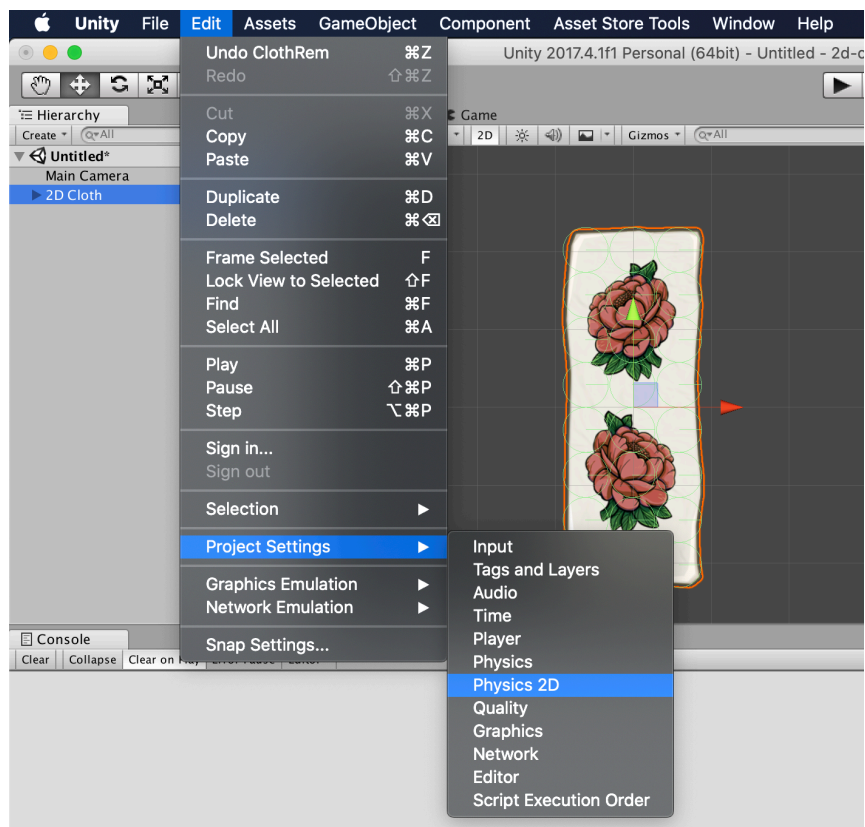 Unity File Edit Assets GameObject Component Asset Store Tools Window Help
Unity 2017.4.1f1 Personal (64bit) - Untitled - 2d-c
Undo ClothRem ⌘Z
Redo ⇧⌘Z
Cut ⌘X
Copy ⌘C
Paste ⌘V
Duplicate ⌘D
Delete ⌘⌫
Frame Selected F
Lock View to Selected ⇧F
Find ⌘F
Select All ⌘A
Play ⌘P
Pause ⇧⌘P
Step ⌥⌘P
Sign in...
Sign out
Selection
Project Settings
Graphics Emulation
Network Emulation
Snap Settings...
Input
Tags and Layers
Audio
Time
Player
Physics
Physics 2D
Quality
Graphics
Network
Editor
Script Execution Order
Hierarchy
Create All
Untitled*
Main Camera
2D Cloth
Game
2D Gizmos All
Console
Clear Collapse Clear on